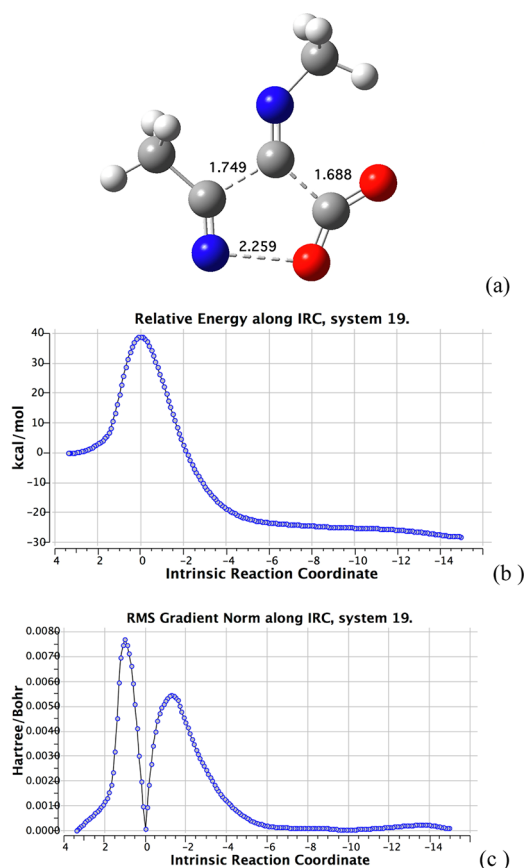 1.749
1.688
2.259
(a)
Relative Energy along IRC, system 19.
40
30
20
10
0
−10
−20
−30
kcal/mol
4 2 0 −2 −4 −6 −8 −10 −12 −14
Intrinsic Reaction Coordinate
(b )
RMS Gradient Norm along IRC, system 19.
0.0080
0.0070
0.0060
0.0050
0.0040
0.0030
0.0020
0.0010
0.0000
Hartree/Bohr
4 2 0 −2 −4 −6 −8 −10 −12 −14
Intrinsic Reaction Coordinate
(c )